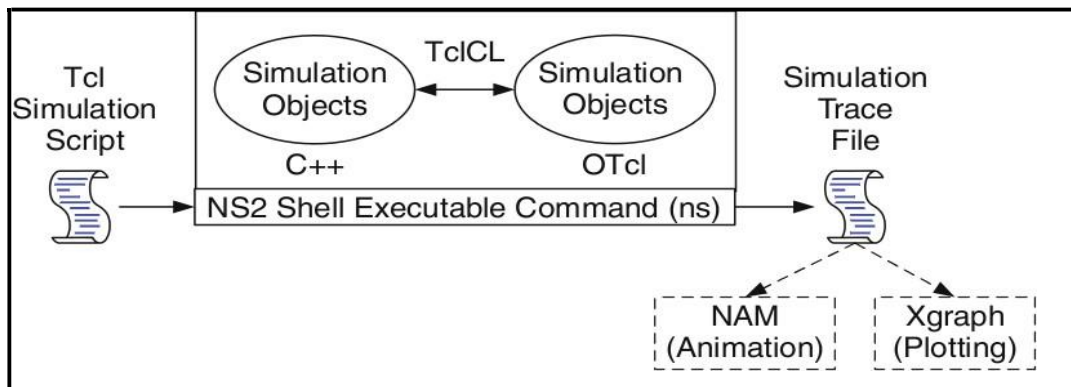 Tcl
Simulation
Script
TclCL
Simulation
Objects
C++
Simulation
Objects
OTcl
NS2 Shell Executable Command (ns)
Simulation
Trace
File
NAM
(Animation)
Xgraph
(Plotting)